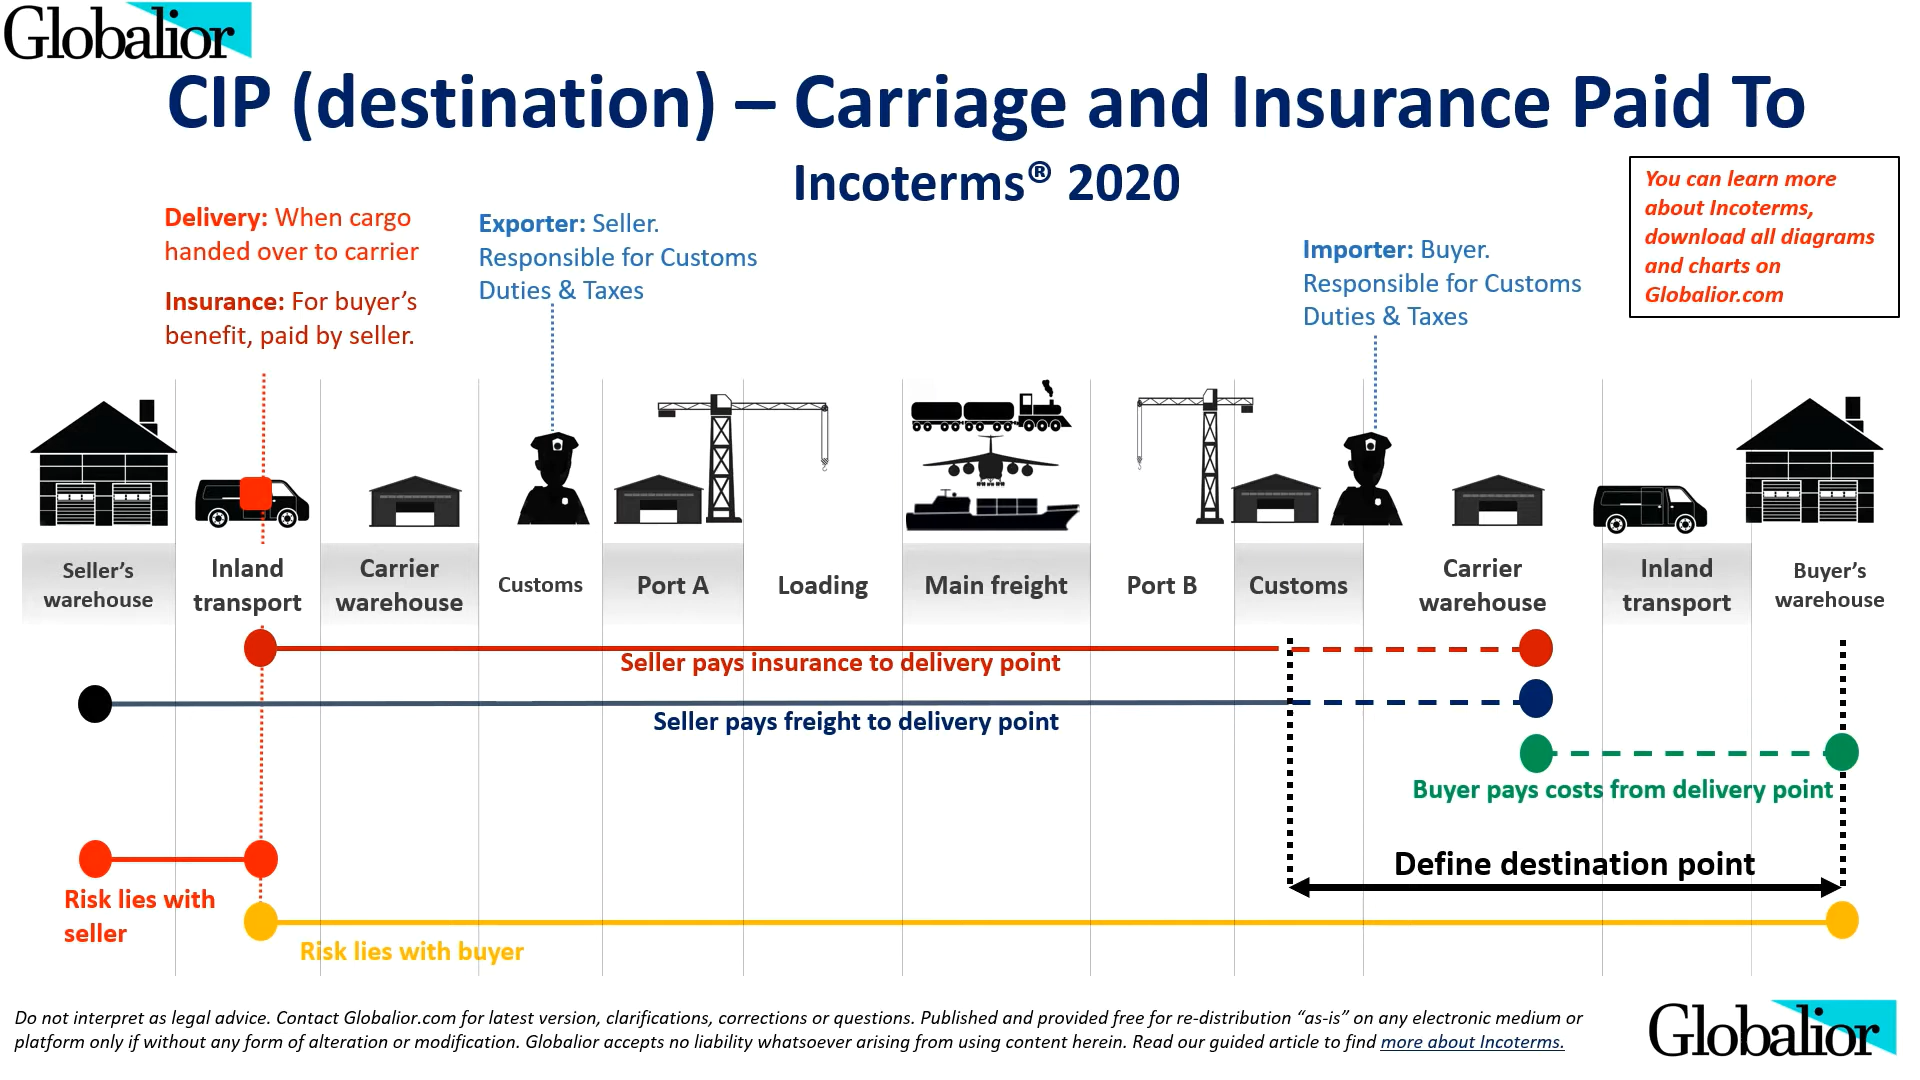 Globalior
CIP (destination) – Carriage and Insurance Paid To
Incoterms® 2020
You can learn more
about Incoterms,
download all diagrams
and charts on
Globalior.com
Delivery: When cargo
handed over to carrier
Insurance: For buyer’s
benefit, paid by seller.
Exporter: Seller.
Responsible for Customs
Duties & Taxes
Importer: Buyer.
Responsible for Customs
Duties & Taxes
Seller’s
warehouse
Inland
transport
Carrier
warehouse
Customs
Port A
Loading
Main freight
Port B
Customs
Carrier
warehouse
Inland
transport
Buyer’s
warehouse
Seller pays insurance to delivery point
Seller pays freight to delivery point
Buyer pays costs from delivery point
Define destination point
Risk lies with
seller
Risk lies with buyer
Do not interpret as legal advice. Contact Globalior.com for latest version, clarifications, corrections or questions. Published and provided free for re-distribution “as-is” on any electronic medium or
platform only if without any form of alteration or modification. Globalior accepts no liability whatsoever arising from using content herein. Read our guided article to find more about Incoterms.
Globalior